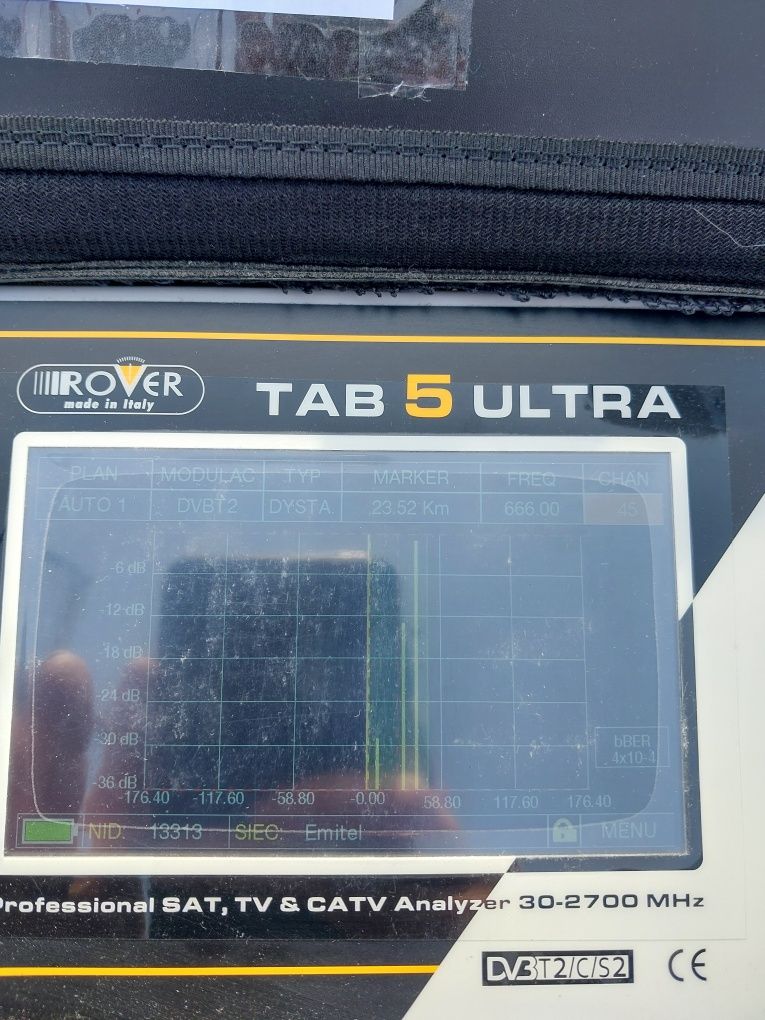 ROVER
made in Italy
TAB 5 ULTRA
PLAN MODULAC TYP MARKER FREQ CHAN
AUTO 1 DVBT2 DYSTA. 23.52 Km 666.00 45
-6 dB
-12 dB
-18 dB
-24 dB
-30 dB
-36 dB
bBER
4x10-4
-176.40 -117.60 -58.80 -0.00 58.80 117.60 176.40
NID: 13313 SIEC: Emitel MENU
Professional SAT, TV & CATV Analyzer 30-2700 MHz
DVB T2/C/S2 CE